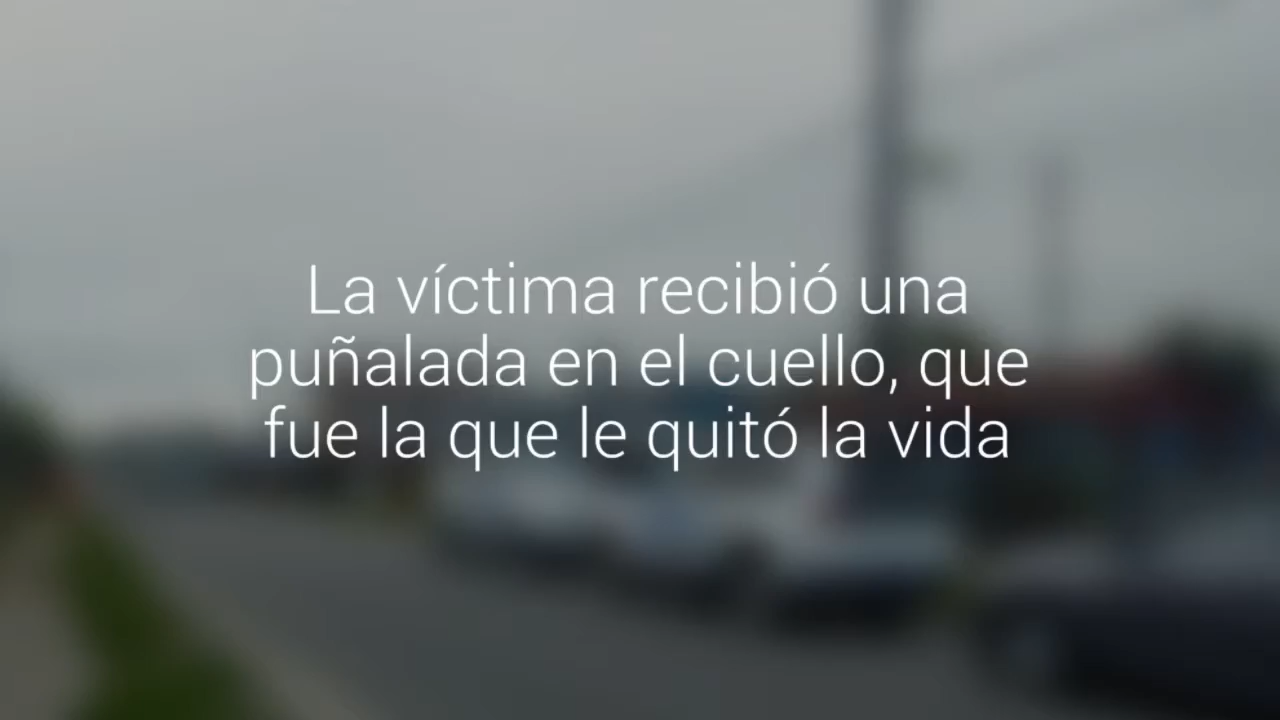 La víctima recibió una
puñalada en el cuello, que
fue la que le quitó la vida